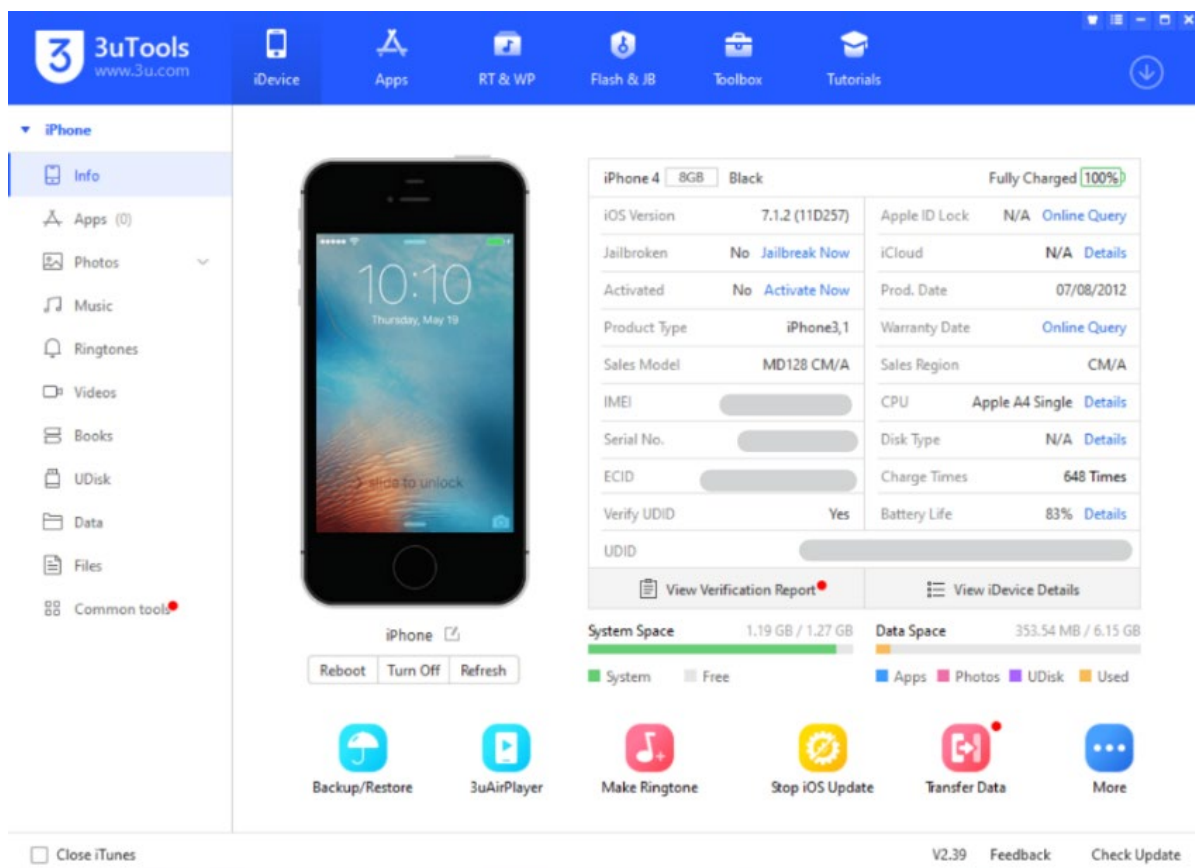 3uTools
www.3u.com
iDevice
Apps
RT & WP
Flash & JB
Toolbox
Tutorials
iPhone
Info
Apps (0)
Photos
Music
Ringtones
Videos
Books
UDisk
Data
Files
Common tools
10:10
Thursday, May 19
slide to unlock
iPhone
Reboot Turn Off Refresh
iPhone 4 8GB Black Fully Charged 100%
iOS Version 7.1.2 (11D257) Apple ID Lock N/A Online Query
Jailbroken No Jailbreak Now iCloud N/A Details
Activated No Activate Now Prod. Date 07/08/2012
Product Type iPhone3,1 Warranty Date Online Query
Sales Model MD128 CM/A Sales Region CM/A
IMEI CPU Apple A4 Single Details
Serial No. Disk Type N/A Details
ECID Charge Times 648 Times
Verify UDID Yes Battery Life 83% Details
UDID
View Verification Report View iDevice Details
System Space 1.19 GB / 1.27 GB Data Space 353.54 MB / 6.15 GB
System Free Apps Photos UDisk Used
Backup/Restore 3uAirPlayer Make Ringtone Stop iOS Update Transfer Data More
Close iTunes V2.39 Feedback Check Update